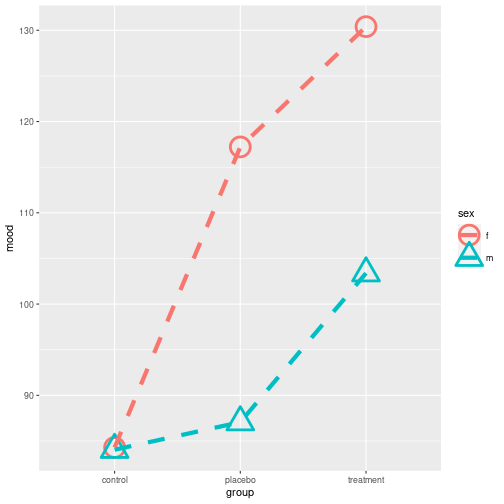 130
120
110
100
90
mood
control placebo treatment
group
sex
f
m